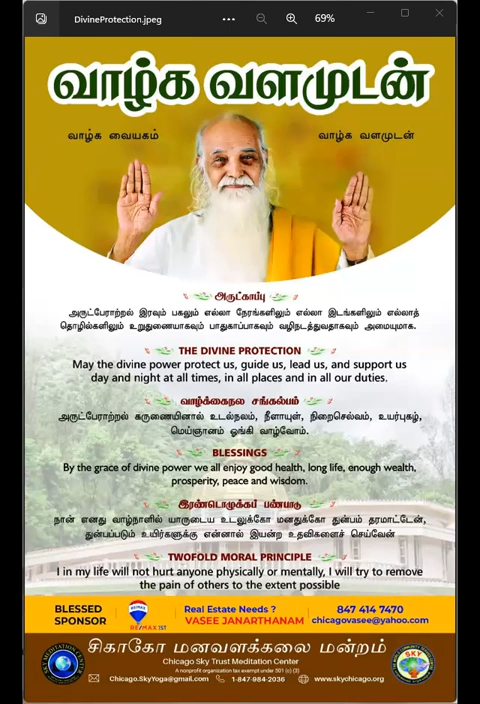 DivineProtection.jpeg ... 69%
வாழ்க வளமுடன்
வாழ்க வையகம் வாழ்க வளமுடன்
அருட்காப்பு
அருட்பேராற்றல் இரவும் பகலும் எல்லா நேரங்களிலும் எல்லா இடங்களிலும் எல்லாத்
தொழில்களிலும் உறுதுணையாகவும் பாதுகாப்பாகவும் வழிநடத்துவதாகவும் அமையுமாக.
THE DIVINE PROTECTION
May the divine power protect us, guide us, lead us, and support us
day and night at all times, in all places and in all our duties.
வாழ்க்கைநல சங்கல்பம்
அருட்பேராற்றல் கருணையினால் உடல்நலம், நீளாயுள், நிறைசெல்வம், உயர்புகழ்,
மெய்ஞானம் ஓங்கி வாழ்வோம்.
BLESSINGS
By the grace of divine power we all enjoy good health, long life, enough wealth,
prosperity, peace and wisdom.
இரண்டொழுக்கப் பண்பாடு
நான் எனது வாழ்நாளில் யாருடைய உடலுக்கோ மனதுக்கோ துன்பம் தரமாட்டேன்,
துன்பப்படும் உயிர்களுக்கு என்னால் இயன்ற உதவிகளைச் செய்வேன்
TWOFOLD MORAL PRINCIPLE
I in my life will not hurt anyone physically or mentally, I will try to remove
the pain of others to the extent possible
BLESSED SPONSOR
RE/MAX 1ST
Real Estate Needs ?
VASEE JANARTHANAM
847 414 7470
chicagovasee@yahoo.com
சிகாகோ மனவளக்கலை மன்றம்
Chicago Sky Trust Meditation Center
A nonprofit organization tax exempt under 501 (c) (3)
Chicago.SkyYoga@gmail.com 1-847-984-2036 www.skychicago.org
SKY